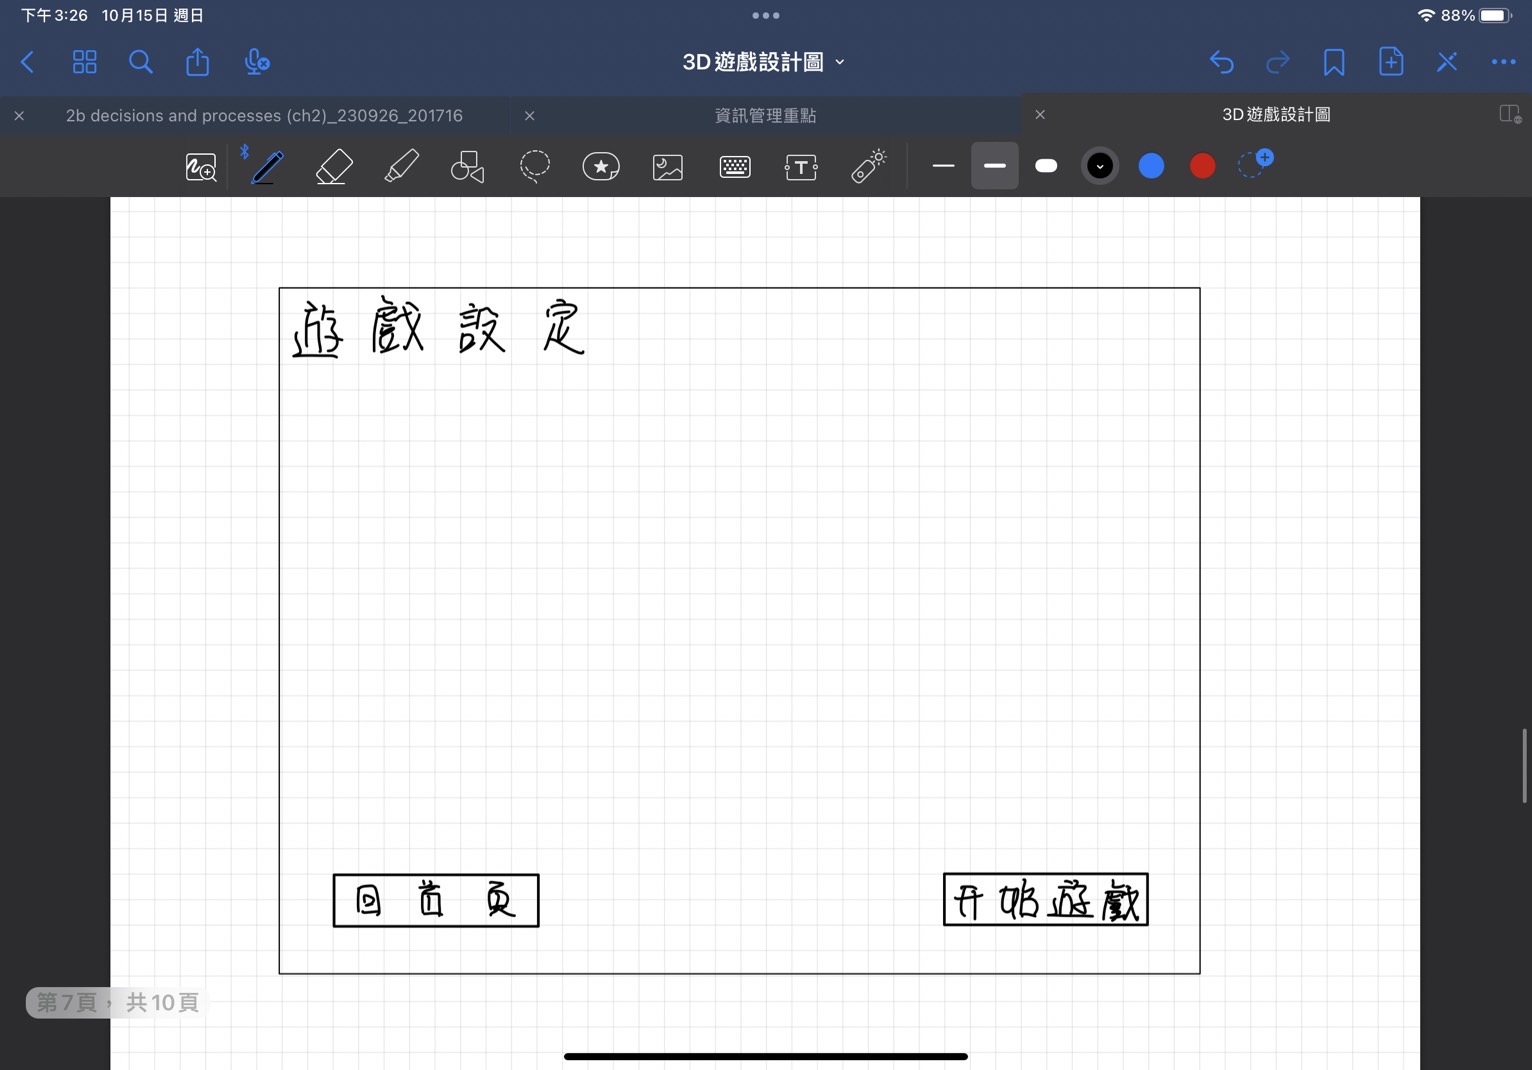 下午3:26 10月15日 週日
88%
3D遊戲設計圖
2b decisions and processes (ch2)_230926_201716
資訊管理重點
3D遊戲設計圖
T
遊戲設定
回首頁
开始遊戲
第7頁,共10頁